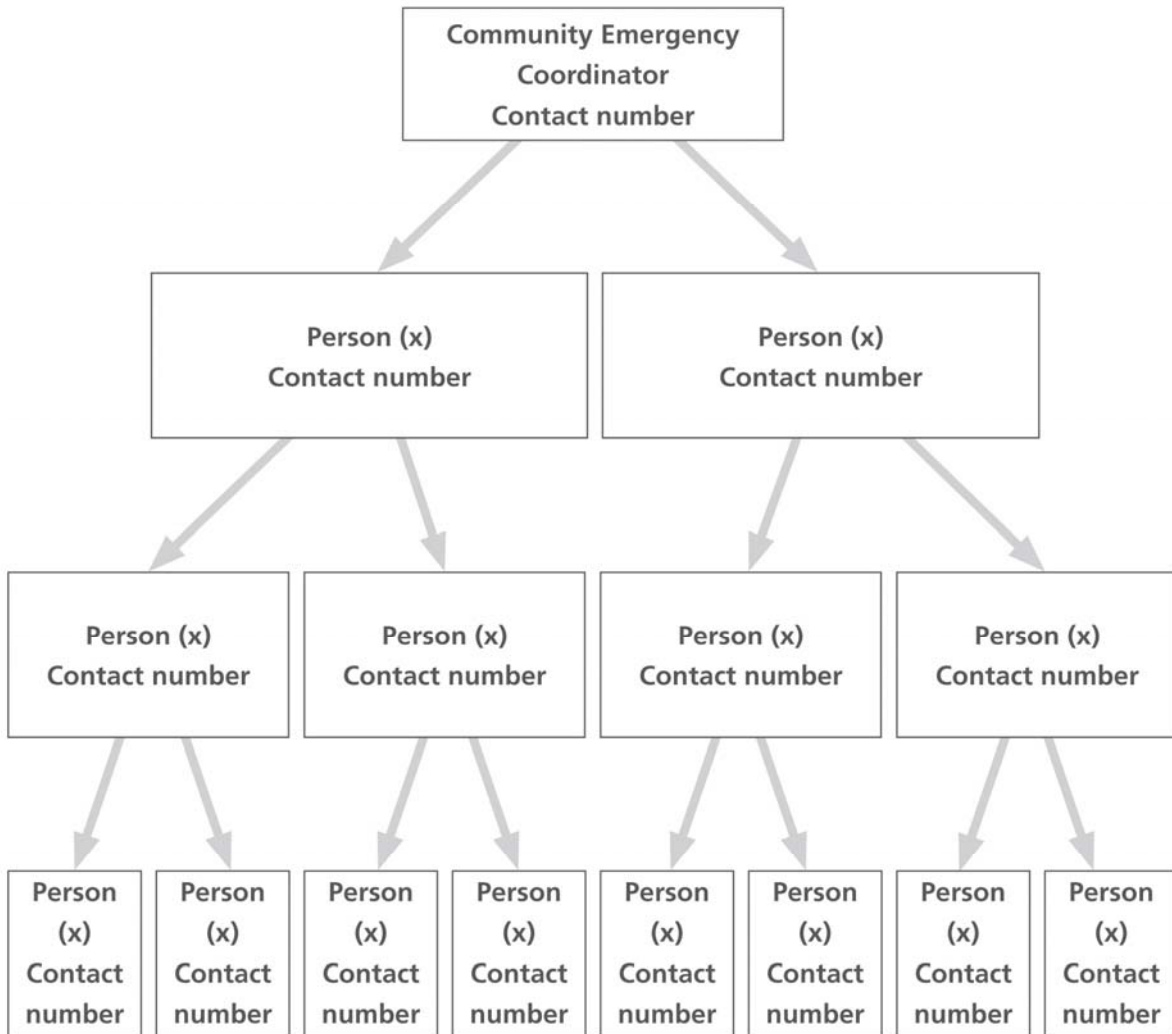 Community Emergency
Coordinator
Contact number
Person (x)
Contact number
Person (x)
Contact number
Person (x)
Contact number
Person (x)
Contact number
Person (x)
Contact number
Person (x)
Contact number
Person
(x)
Contact
number
Person
(x)
Contact
number
Person
(x)
Contact
number
Person
(x)
Contact
number
Person
(x)
Contact
number
Person
(x)
Contact
number
Person
(x)
Contact
number
Person
(x)
Contact
number